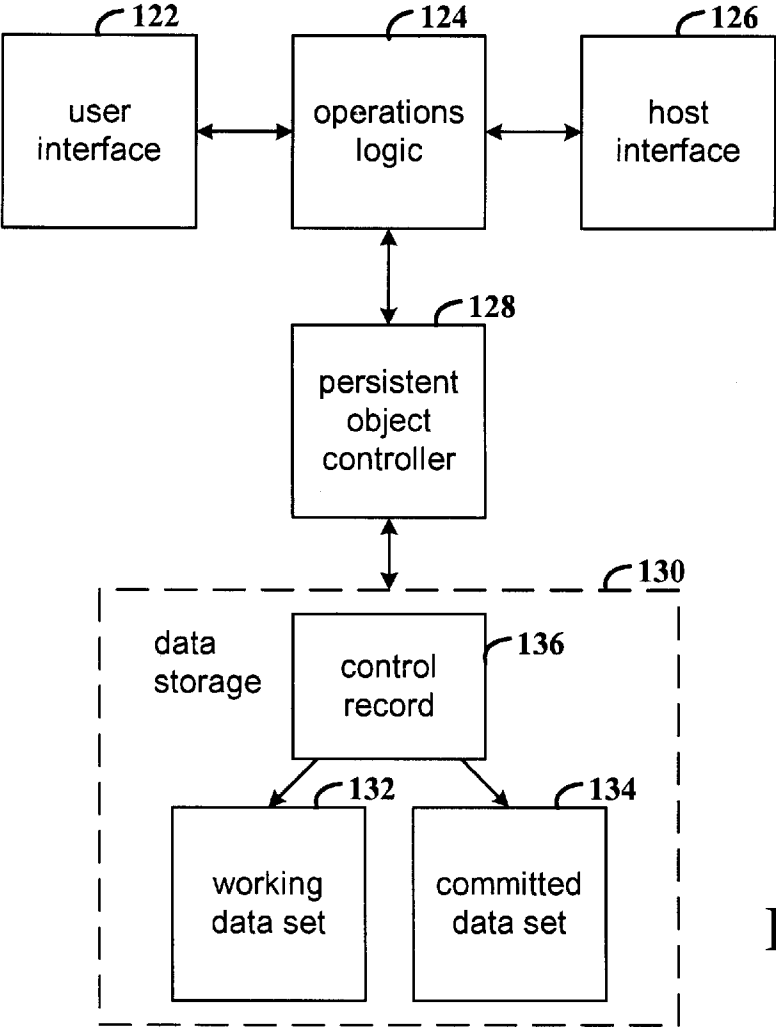 122
124
126
user
interface
operations
logic
host
interface
128
persistent
object
controller
130
data
storage
136
control
record
132
134
working
data set
committed
data set